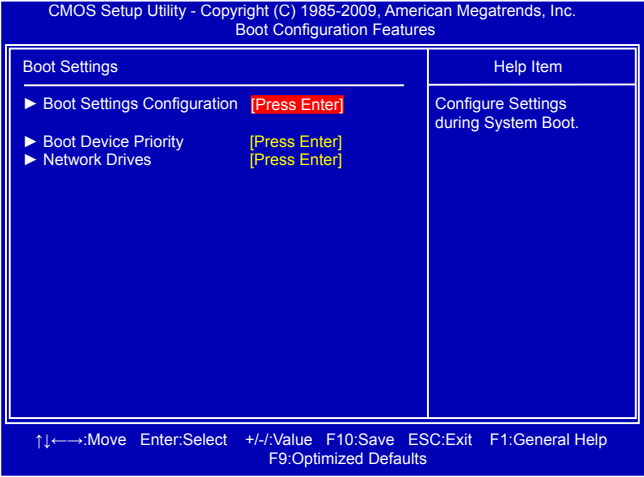 CMOS Setup Utility - Copyright (C) 1985-2009, American Megatrends, Inc.
Boot Configuration Features
Boot Settings
Help Item
► Boot Settings Configuration [Press Enter]
Configure Settings
during System Boot.
► Boot Device Priority [Press Enter]
► Network Drives [Press Enter]
↑↓←→:Move Enter:Select +/-/:Value F10:Save ESC:Exit F1:General Help
F9:Optimized Defaults